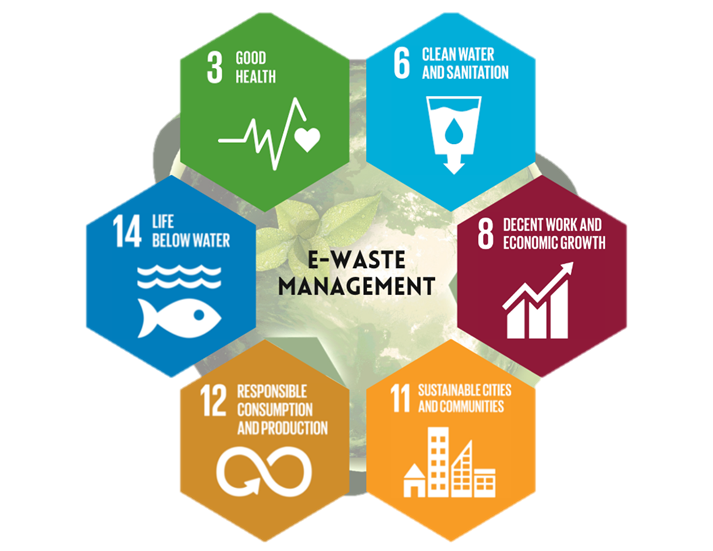 3 GOOD
HEALTH
6 CLEAN WATER
AND SANITATION
14 LIFE
BELOW WATER
E-WASTE
MANAGEMENT
8 DECENT WORK AND
ECONOMIC GROWTH
12 RESPONSIBLE
CONSUMPTION
AND PRODUCTION
11 SUSTAINABLE CITIES
AND COMMUNITIES